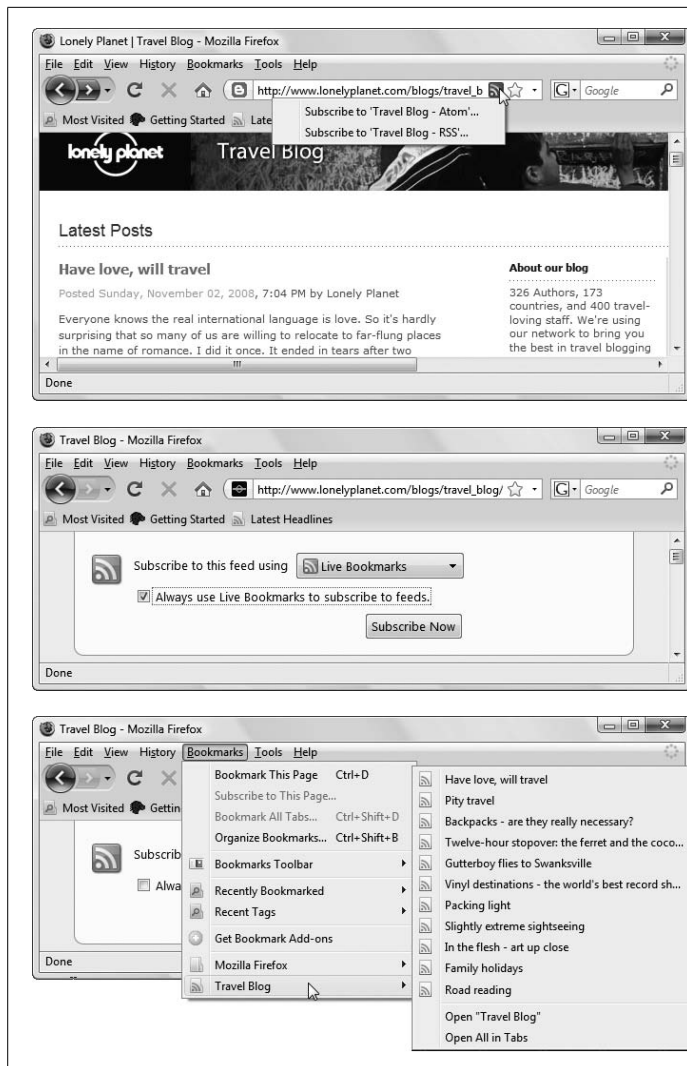 Lonely Planet | Travel Blog - Mozilla Firefox
File Edit View History Bookmarks Tools Help
http://www.lonelyplanet.com/blogs/travel_b
G Google
Most Visited Getting Started Late
Subscribe to 'Travel Blog - Atom'...
Subscribe to 'Travel Blog - RSS'...
lonely planet Travel Blog
Latest Posts
Have love, will travel
Posted Sunday, November 02, 2008, 7:04 PM by Lonely Planet
Everyone knows the real international language is love. So it's hardly
surprising that so many of us are willing to relocate to far-flung places
in the name of romance. I did it once. It ended in tears after two
About our blog
326 Authors, 173
countries, and 400 travel-
loving staff. We're using
our network to bring you
the best in travel blogging
Done
Travel Blog - Mozilla Firefox
File Edit View History Bookmarks Tools Help
http://www.lonelyplanet.com/blogs/travel_blog/
G Google
Most Visited Getting Started Latest Headlines
Subscribe to this feed using Live Bookmarks
Always use Live Bookmarks to subscribe to feeds.
Subscribe Now
Done
Travel Blog - Mozilla Firefox
File Edit View History Bookmarks Tools Help
Most Visited Gettin
Subscrib
Alwa
Done
Bookmark This Page Ctrl+D
Subscribe to This Page...
Bookmark All Tabs... Ctrl+Shift+D
Organize Bookmarks... Ctrl+Shift+B
Bookmarks Toolbar
Recently Bookmarked
Recent Tags
Get Bookmark Add-ons
Mozilla Firefox
Travel Blog
Have love, will travel
Pity travel
Backpacks - are they really necessary?
Twelve-hour stopover: the ferret and the coco...
Gutterboy flies to Swanksville
Vinyl destinations - the world's best record sh...
Packing light
Slightly extreme sightseeing
In the flesh - art up close
Family holidays
Road reading
Open "Travel Blog"
Open All in Tabs